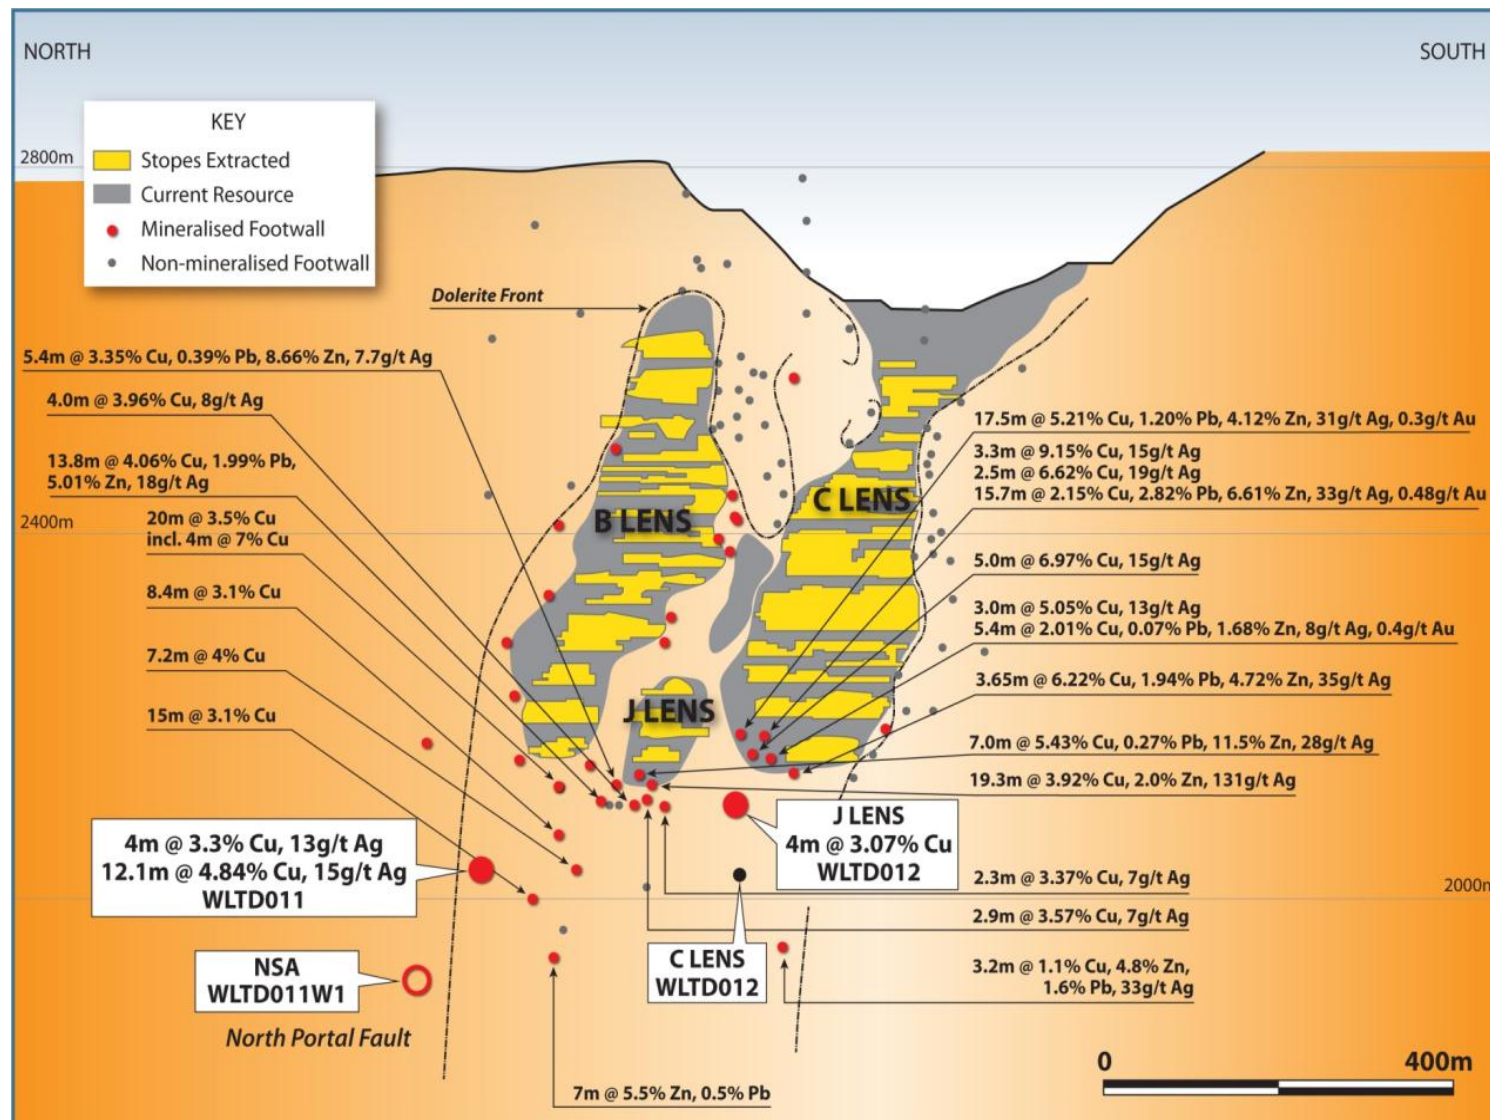 NORTH
SOUTH
KEY
Stopes Extracted
Current Resource
Mineralised Footwall
Non-mineralised Footwall
2800m
Dolerite Front
5.4m @ 3.35% Cu, 0.39% Pb, 8.66% Zn, 7.7g/t Ag
4.0m @ 3.96% Cu, 8g/t Ag
13.8m @ 4.06% Cu, 1.99% Pb,
5.01% Zn, 18g/t Ag
20m @ 3.5% Cu
2400m
incl. 4m @ 7% Cu
8.4m @ 3.1% Cu
7.2m @ 4% Cu
15m @ 3.1% Cu
B LENS
C LENS
J LENS
17.5m @ 5.21% Cu, 1.20% Pb, 4.12% Zn, 31g/t Ag, 0.3g/t Au
3.3m @ 9.15% Cu, 15g/t Ag
2.5m @ 6.62% Cu, 19g/t Ag
15.7m @ 2.15% Cu, 2.82% Pb, 6.61% Zn, 33g/t Ag, 0.48g/t Au
5.0m @ 6.97% Cu, 15g/t Ag
3.0m @ 5.05% Cu, 13g/t Ag
5.4m @ 2.01% Cu, 0.07% Pb, 1.68% Zn, 8g/t Ag, 0.4g/t Au
3.65m @ 6.22% Cu, 1.94% Pb, 4.72% Zn, 35g/t Ag
7.0m @ 5.43% Cu, 0.27% Pb, 11.5% Zn, 28g/t Ag
19.3m @ 3.92% Cu, 2.0% Zn, 131g/t Ag
4m @ 3.3% Cu, 13g/t Ag
12.1m @ 4.84% Cu, 15g/t Ag
WLTD011
J LENS
4m @ 3.07% Cu
WLTD012
2.3m @ 3.37% Cu, 7g/t Ag
2000m
2.9m @ 3.57% Cu, 7g/t Ag
C LENS
WLTD012
3.2m @ 1.1% Cu, 4.8% Zn,
1.6% Pb, 33g/t Ag
NSA
WLTD011W1
North Portal Fault
7m @ 5.5% Zn, 0.5% Pb
0
400m